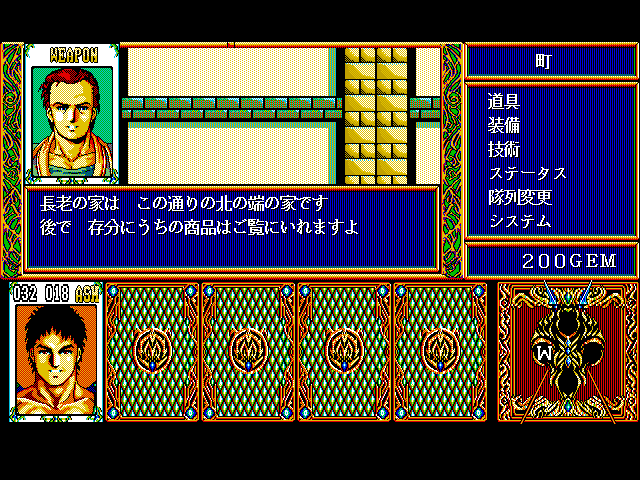 WEAPON
長老の家は　この通りの北の端の家です
後で　存分にうちの商品はご覧にいれますよ
町
道具
装備
技術
ステータス
隊列変更
システム
200GEM
032 018 ASH
W